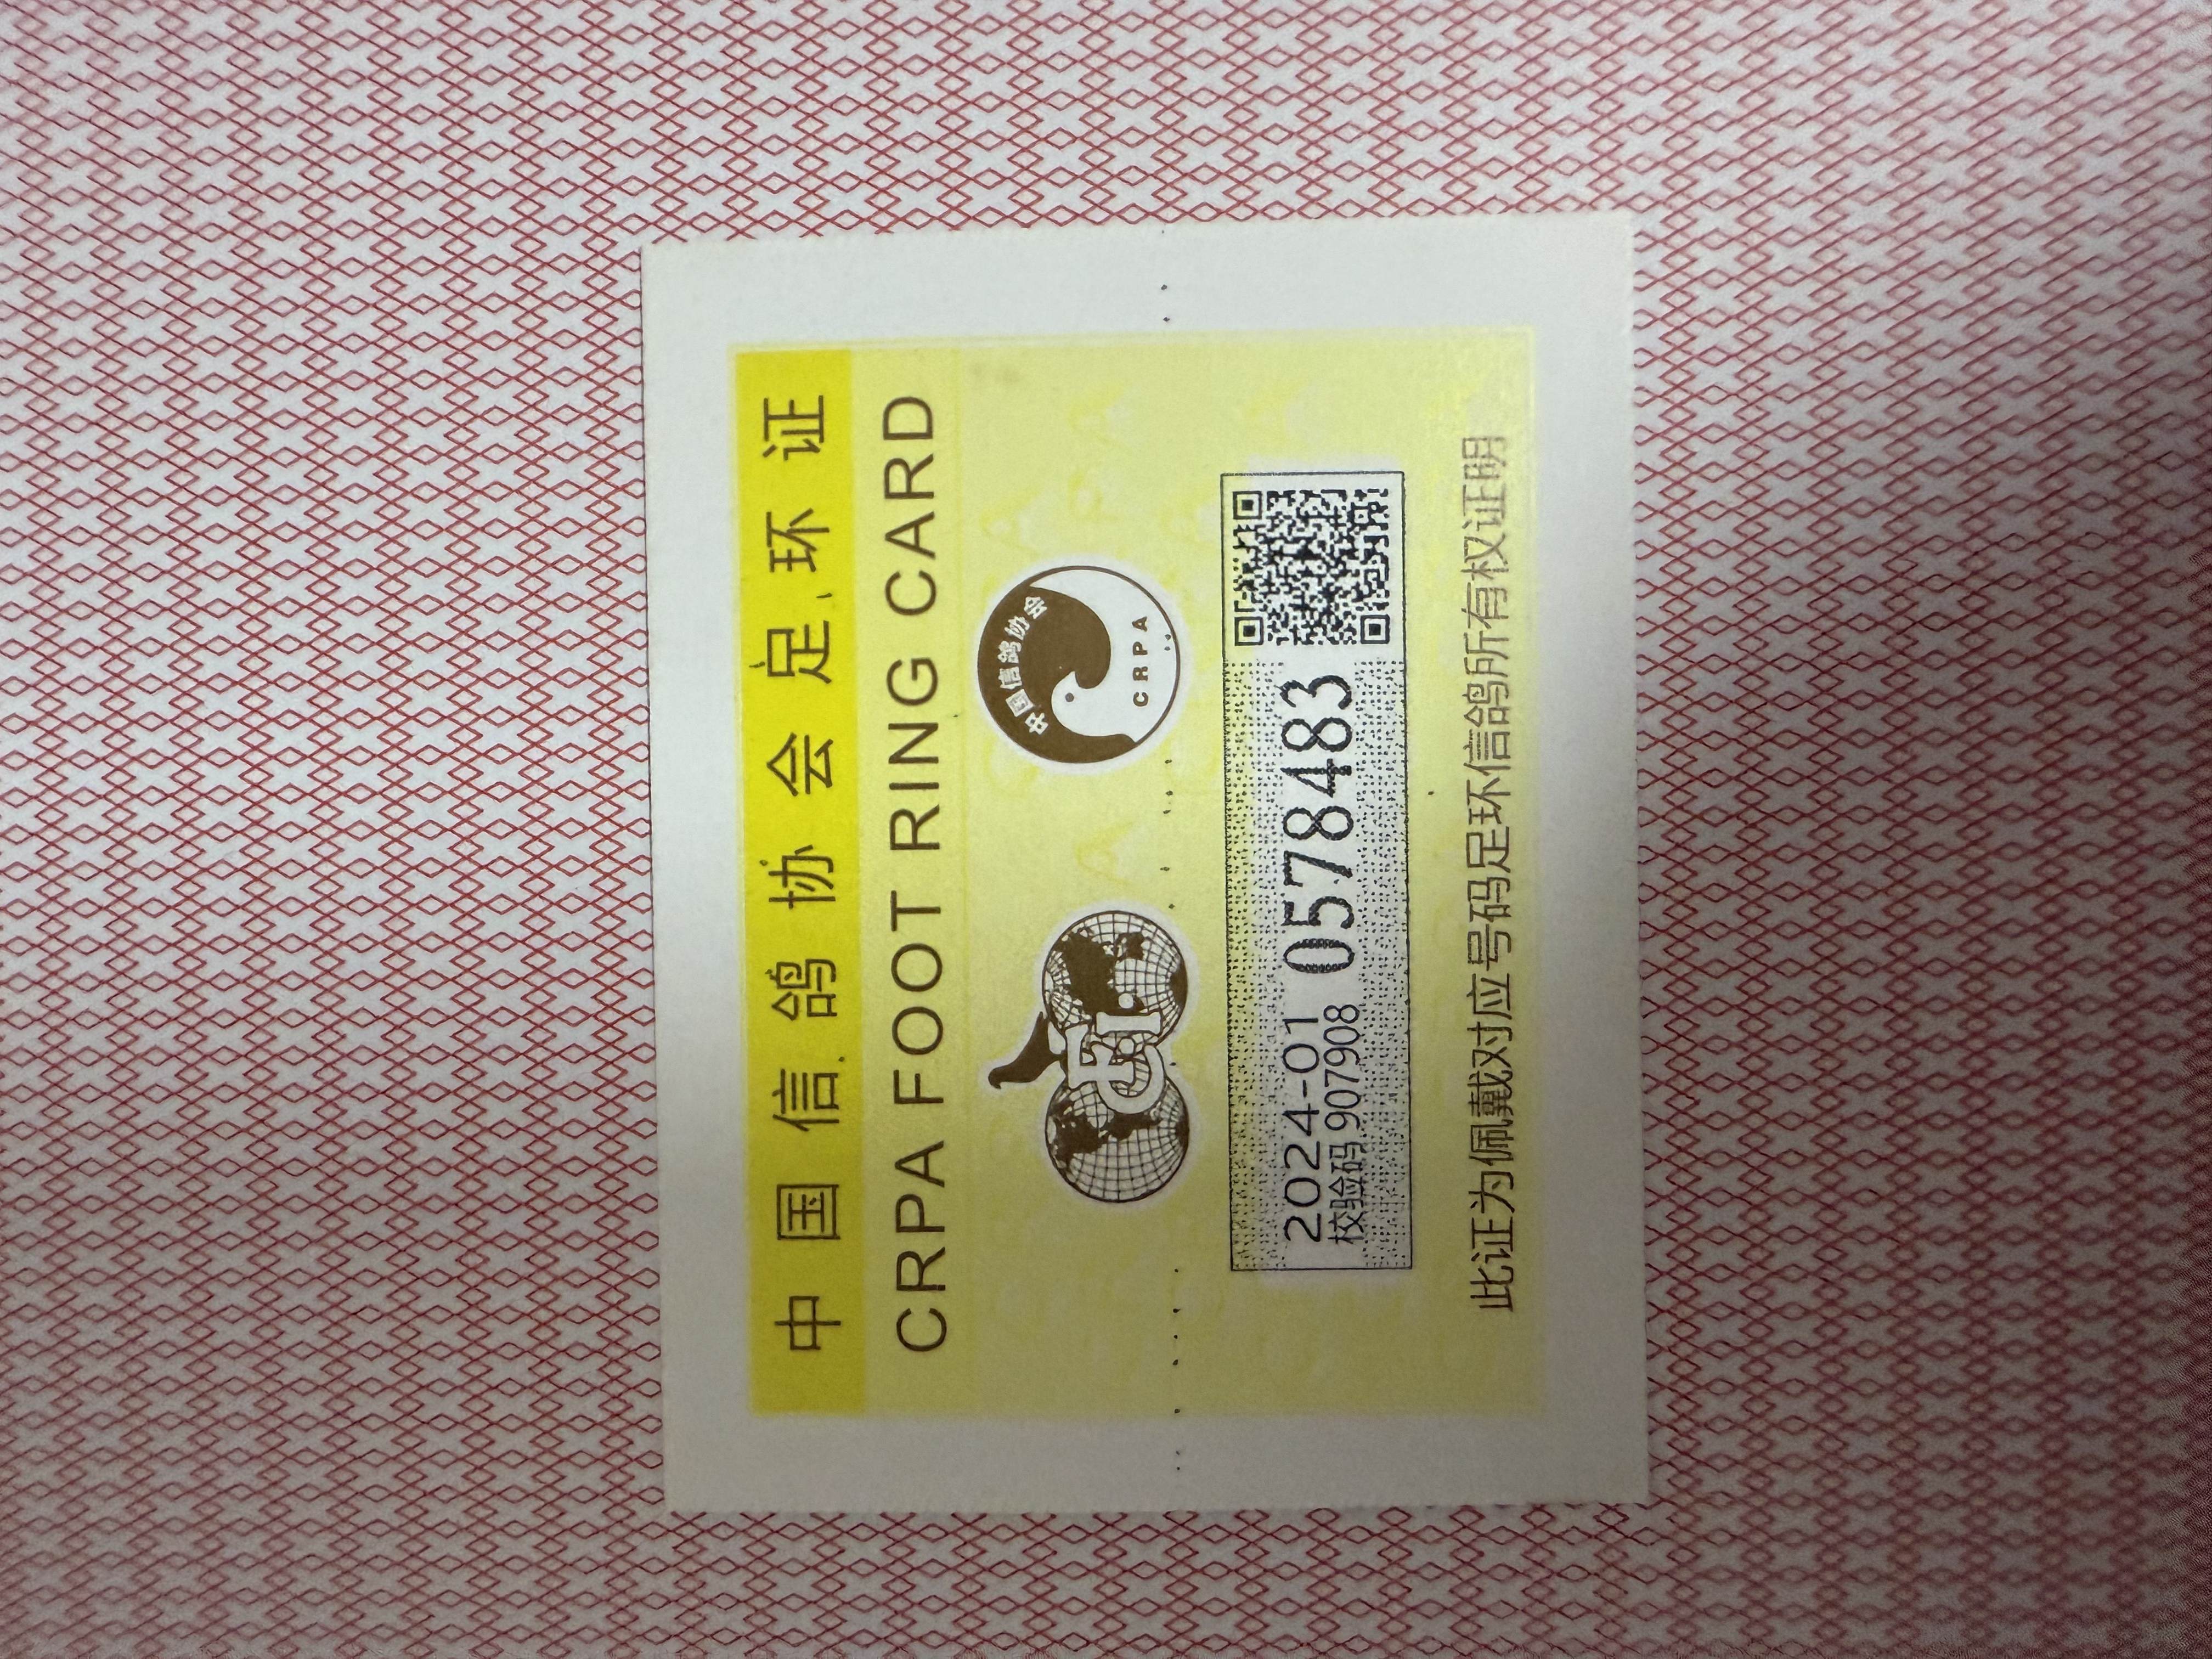 中国信鸽协会足环证
CRPA FOOT RING CARD
中国信鸽协会
CRPA
2024-01 0578483
校验码 9077908
此证为佩戴对应号码足环信鸽所有权证明